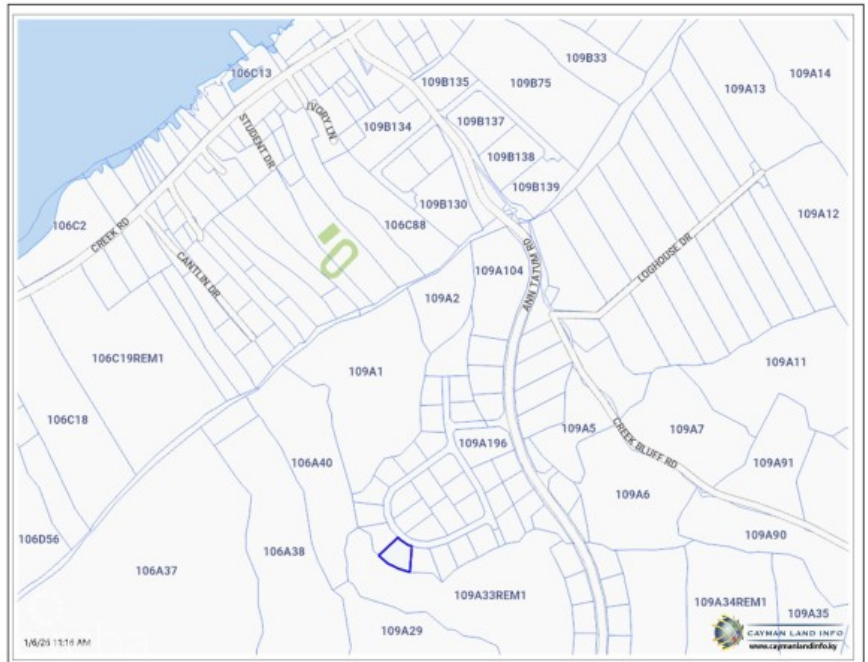 106C13
109B33
109A14
109B135
109B75
109A13
IVORY LN
STUDENT DR
109B134
109B137
109B138
109B139
109B130
106C2
CREEK RD
106C88
109A12
CANTLIN DR
LOGHOUSE DR
ANN TATUM RD
109A104
109A2
106C19REM1
109A1
109A11
106C18
109A5
109A7
CREEK BLUFF RD
109A196
106A40
109A91
109A6
106D56
109A90
106A37
106A38
109A33REM1
109A34REM1
109A35
109A29
1/6/26 11:16 AM
CAYMAN LAND INFO
www.caymanlandinfo.ky